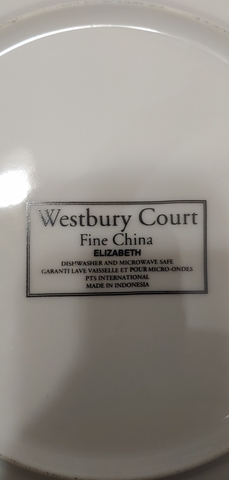 Westbury Court
Fine China
ELIZABETH
DISHWASHER AND MICROWAVE SAFE
GARANTI LAVE VAISSELLE ET POUR MICRO-ONDES
PTS INTERNATIONAL
MADE IN INDONESIA